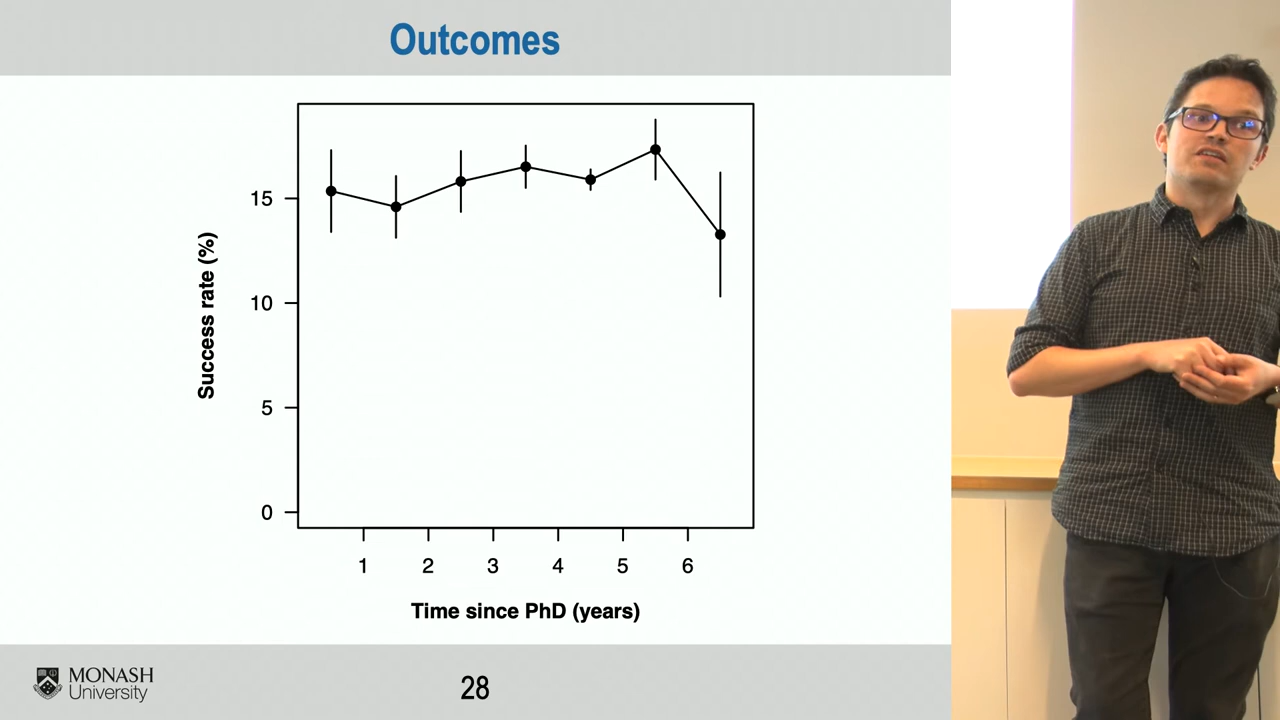 Outcomes
15
10
5
0
Success rate (%)
1 2 3 4 5 6
Time since PhD (years)
MONASH
University
28